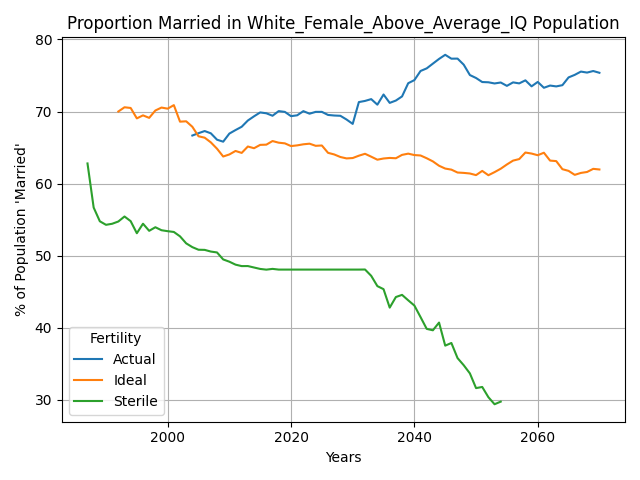 Proportion Married in White_Female_Above_Average_IQ Population
% of Population 'Married'
80
70
60
50
40
30
Fertility
Actual
Ideal
Sterile
2000
2020
2040
2060
Years